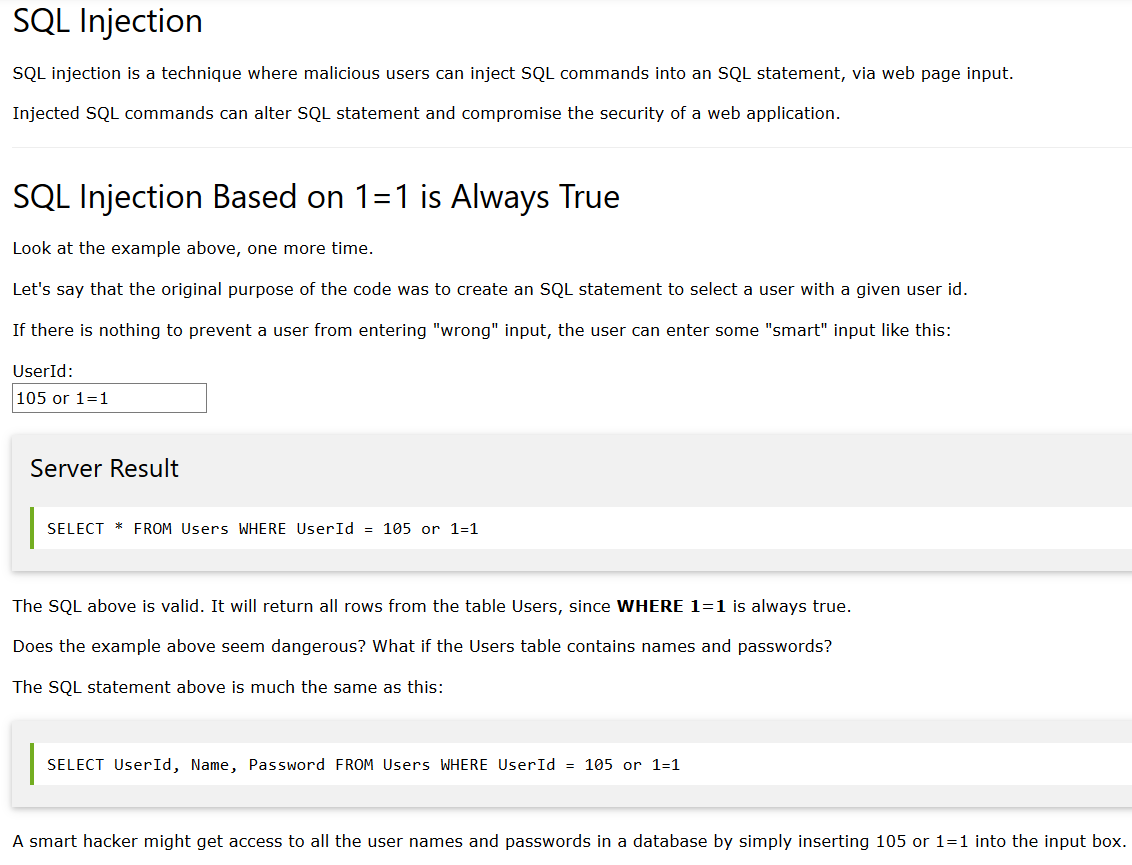 SQL Injection
SQL injection is a technique where malicious users can inject SQL commands into an SQL statement, via web page input.
Injected SQL commands can alter SQL statement and compromise the security of a web application.
SQL Injection Based on 1=1 is Always True
Look at the example above, one more time.
Let's say that the original purpose of the code was to create an SQL statement to select a user with a given user id.
If there is nothing to prevent a user from entering "wrong" input, the user can enter some "smart" input like this:
UserId:
105 or 1=1
Server Result
SELECT * FROM Users WHERE UserId = 105 or 1=1
The SQL above is valid. It will return all rows from the table Users, since WHERE 1=1 is always true.
Does the example above seem dangerous? What if the Users table contains names and passwords?
The SQL statement above is much the same as this:
SELECT UserId, Name, Password FROM Users WHERE UserId = 105 or 1=1
A smart hacker might get access to all the user names and passwords in a database by simply inserting 105 or 1=1 into the input box.